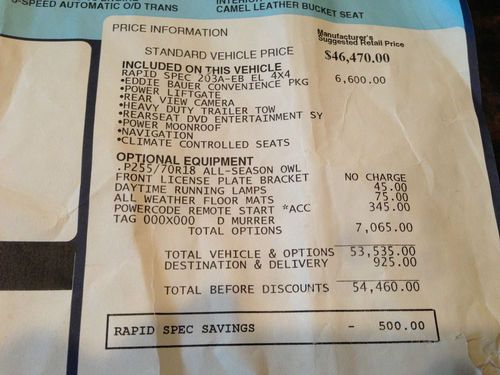 6-SPEED AUTOMATIC O/D TRANS
CAMEL LEATHER BUCKET SEAT
PRICE INFORMATION
Manufacturer's
Suggested Retail Price
STANDARD VEHICLE PRICE $46,470.00
INCLUDED ON THIS VEHICLE
RAPID SPEC 203A-EB EL 4X4 6,600.00
•EDDIE BAUER CONVENIENCE PKG
•POWER LIFTGATE
•REAR VIEW CAMERA
•HEAVY DUTY TRAILER TOW
•REARSEAT DVD ENTERTAINMENT SY
•POWER MOONROOF
•NAVIGATION
•CLIMATE CONTROLLED SEATS
OPTIONAL EQUIPMENT
.P255/70R18 ALL-SEASON OWL
FRONT LICENSE PLATE BRACKET NO CHARGE
DAYTIME RUNNING LAMPS 45.00
ALL WEATHER FLOOR MATS 75.00
POWERCODE REMOTE START *ACC 345.00
TAG 000X000 D MURRER
TOTAL OPTIONS 7,065.00
TOTAL VEHICLE & OPTIONS 53,535.00
DESTINATION & DELIVERY 925.00
TOTAL BEFORE DISCOUNTS 54,460.00
RAPID SPEC SAVINGS - 500.00